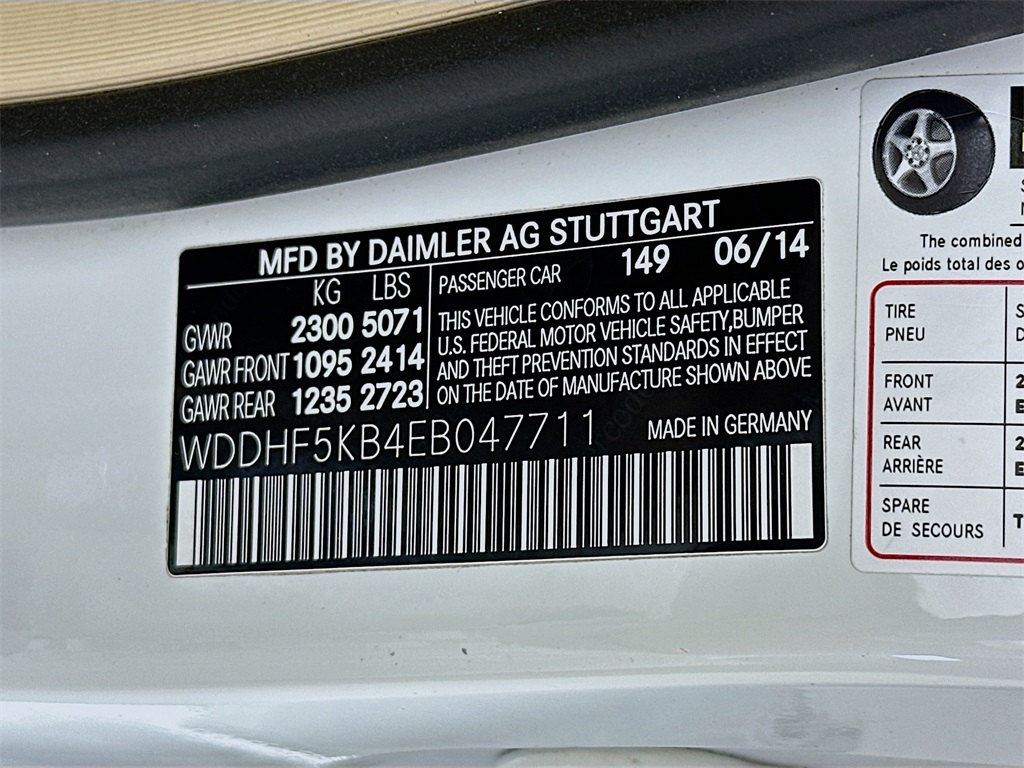 MFD BY DAIMLER AG STUTTGART
KG LBS
GVWR 2300 5071
GAWR FRONT 1095 2414
GAWR REAR 1235 2723
PASSENGER CAR 149 06/14
THIS VEHICLE CONFORMS TO ALL APPLICABLE
U.S. FEDERAL MOTOR VEHICLE SAFETY,BUMPER
AND THEFT PREVENTION STANDARDS IN EFFECT
ON THE DATE OF MANUFACTURE SHOWN ABOVE
WDDHF5KB4EB047711
MADE IN GERMANY
The combined
Le poids total des
TIRE
PNEU
FRONT
AVANT
REAR
ARRIÈRE
SPARE
DE SECOURS